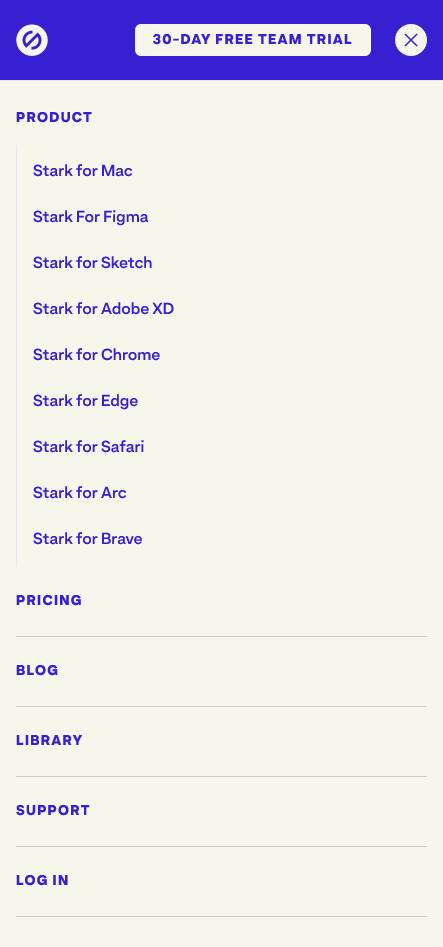 30-DAY FREE TEAM TRIAL
PRODUCT
Stark for Mac
Stark For Figma
Stark for Sketch
Stark for Adobe XD
Stark for Chrome
Stark for Edge
Stark for Safari
Stark for Arc
Stark for Brave
PRICING
BLOG
LIBRARY
SUPPORT
LOG IN